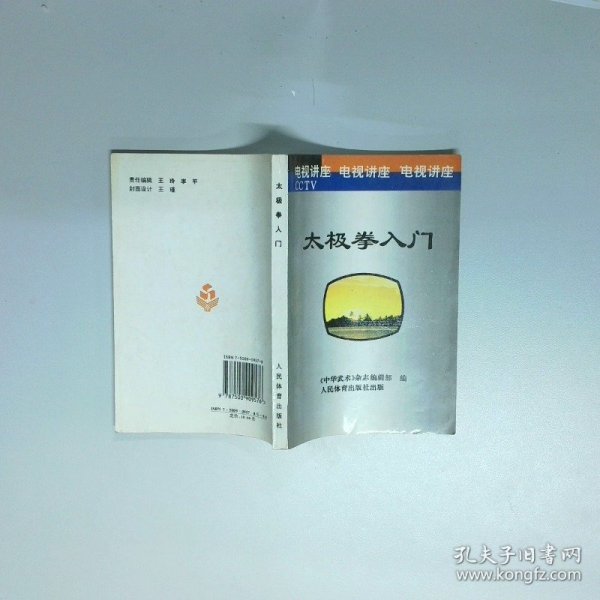 责任编辑 王 玲 李 平
封面设计 王 瑾
太极拳入门
人民体育出版社
电视讲座 电视讲座 电视讲座
CCTV
太极拳入门
《中华武术》杂志编辑部 编
人民体育出版社出版
孔夫子旧书网
www.kongfz.com